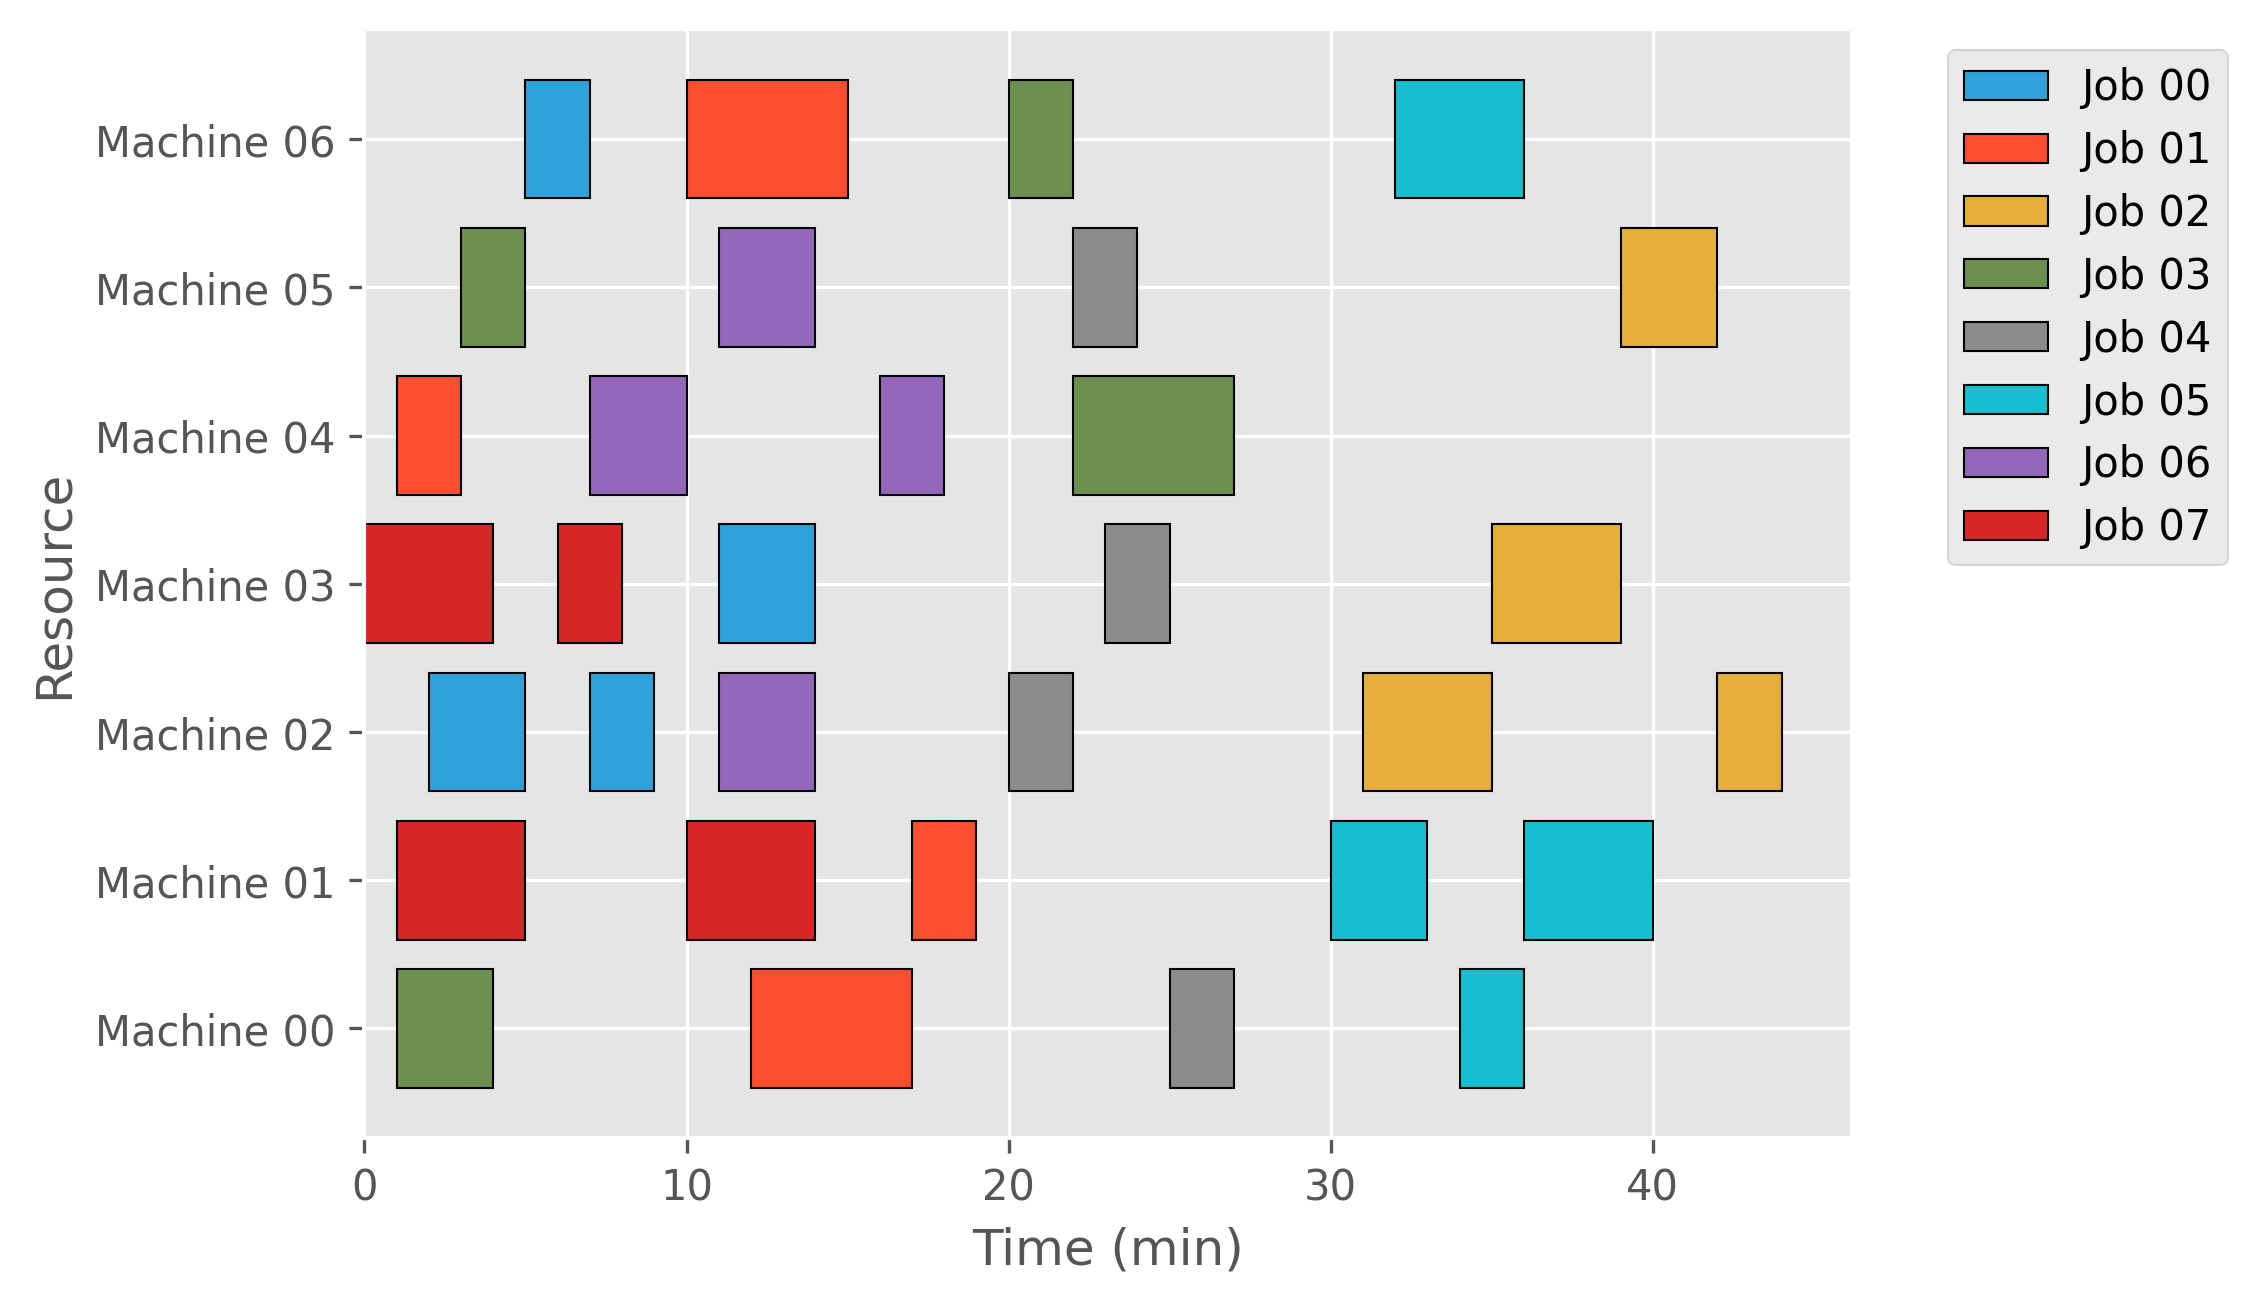 Machine 06
Machine 05
Machine 04
Machine 03
Machine 02
Machine 01
Machine 00
Resource
0 10 20 30 40
Time (min)
Job 00
Job 01
Job 02
Job 03
Job 04
Job 05
Job 06
Job 07